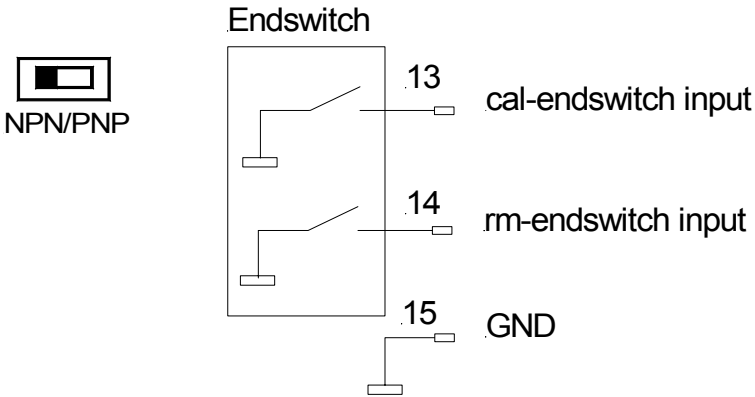 Endswitch
NPN/PNP
13
cal-endswitch input
14
rm-endswitch input
15
GND